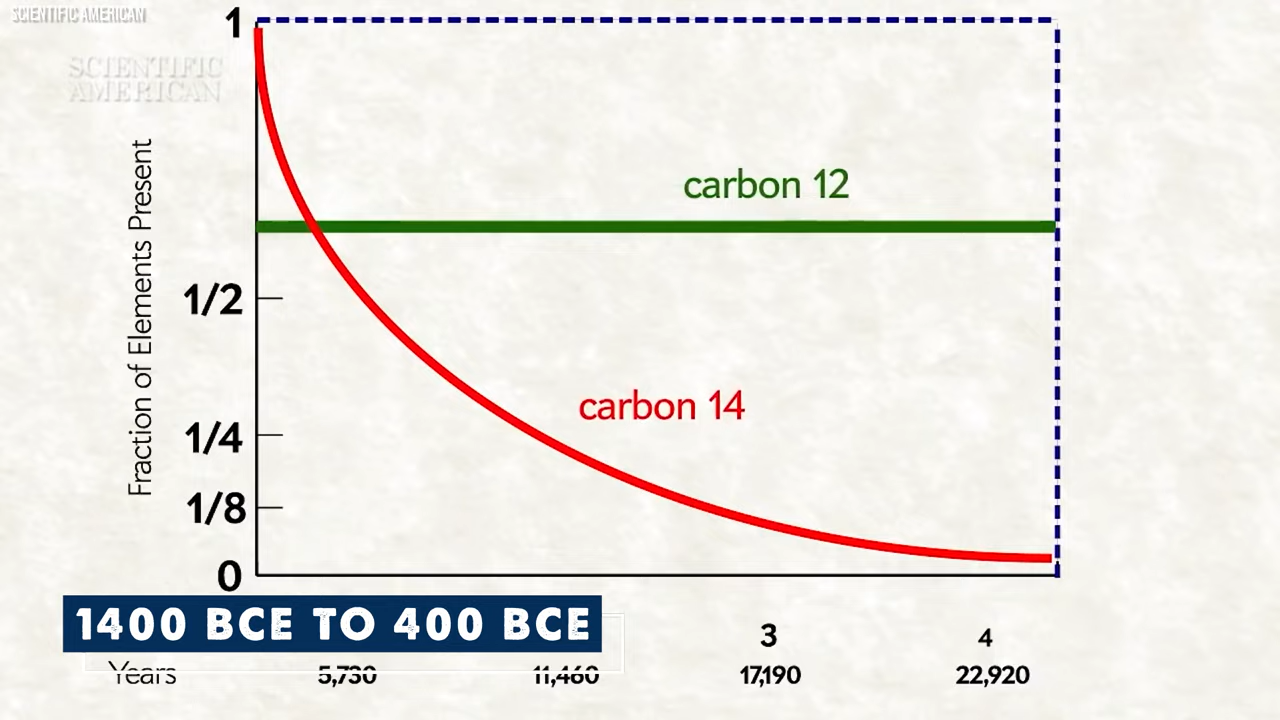 SCIENTIFIC AMERICAN
1
SCIENTIFIC
AMERICAN
carbon 12
Fraction of Elements Present
1/2
carbon 14
1/4
1/8
0
1400 BCE TO 400 BCE
3
4
Years
5,730
11,460
17,190
22,920